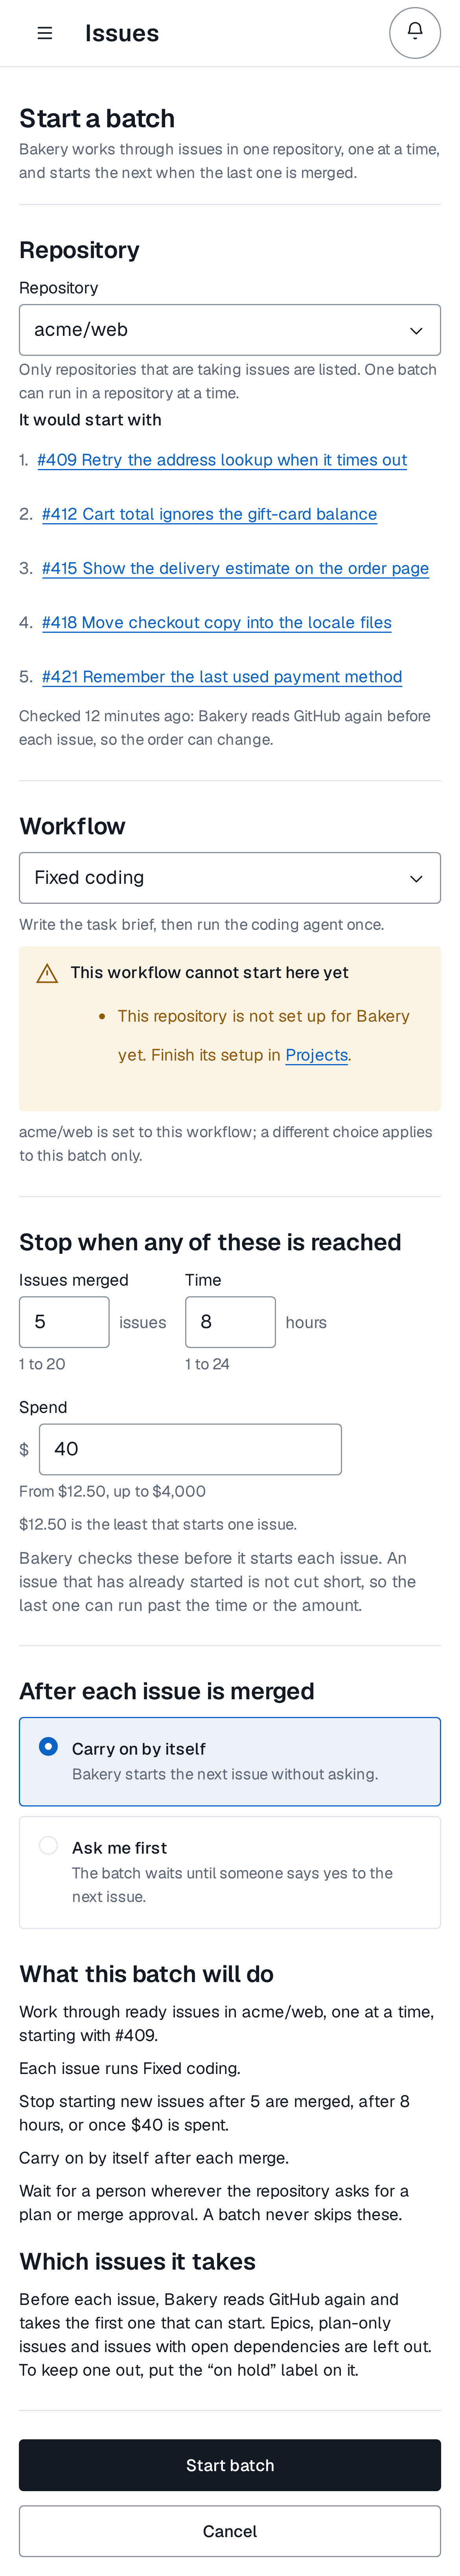 Issues
Start a batch
Bakery works through issues in one repository, one at a time,
and starts the next when the last one is merged.
Repository
Repository
acme/web
Only repositories that are taking issues are listed. One batch
can run in a repository at a time.
It would start with
1. #409 Retry the address lookup when it times out
2. #412 Cart total ignores the gift-card balance
3. #415 Show the delivery estimate on the order page
4. #418 Move checkout copy into the locale files
5. #421 Remember the last used payment method
Checked 12 minutes ago: Bakery reads GitHub again before
each issue, so the order can change.
Workflow
Fixed coding
Write the task brief, then run the coding agent once.
This workflow cannot start here yet
• This repository is not set up for Bakery
yet. Finish its setup in Projects.
acme/web is set to this workflow; a different choice applies
to this batch only.
Stop when any of these is reached
Issues merged Time
5 issues 8 hours
1 to 20 1 to 24
Spend
$ 40
From $12.50, up to $4,000
$12.50 is the least that starts one issue.
Bakery checks these before it starts each issue. An
issue that has already started is not cut short, so the
last one can run past the time or the amount.
After each issue is merged
Carry on by itself
Bakery starts the next issue without asking.
Ask me first
The batch waits until someone says yes to the
next issue.
What this batch will do
Work through ready issues in acme/web, one at a time,
starting with #409.
Each issue runs Fixed coding.
Stop starting new issues after 5 are merged, after 8
hours, or once $40 is spent.
Carry on by itself after each merge.
Wait for a person wherever the repository asks for a
plan or merge approval. A batch never skips these.
Which issues it takes
Before each issue, Bakery reads GitHub again and
takes the first one that can start. Epics, plan-only
issues and issues with open dependencies are left out.
To keep one out, put the “on hold” label on it.
Start batch
Cancel